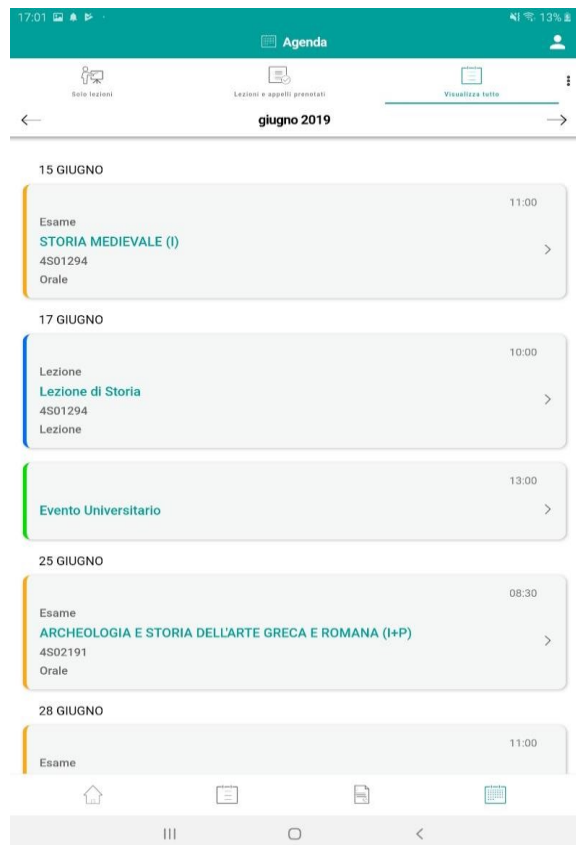 17:01 13%
Agenda
Solo lezioni
Lezioni e appelli prenotati
Visualizza tutto
giugno 2019
15 GIUGNO
11:00
Esame
STORIA MEDIEVALE (I)
4S01294
Orale
17 GIUGNO
10:00
Lezione
Lezione di Storia
4S01294
Lezione
13:00
Evento Universitario
25 GIUGNO
08:30
Esame
ARCHEOLOGIA E STORIA DELL'ARTE GRECA E ROMANA (I+P)
4S02191
Orale
28 GIUGNO
11:00
Esame